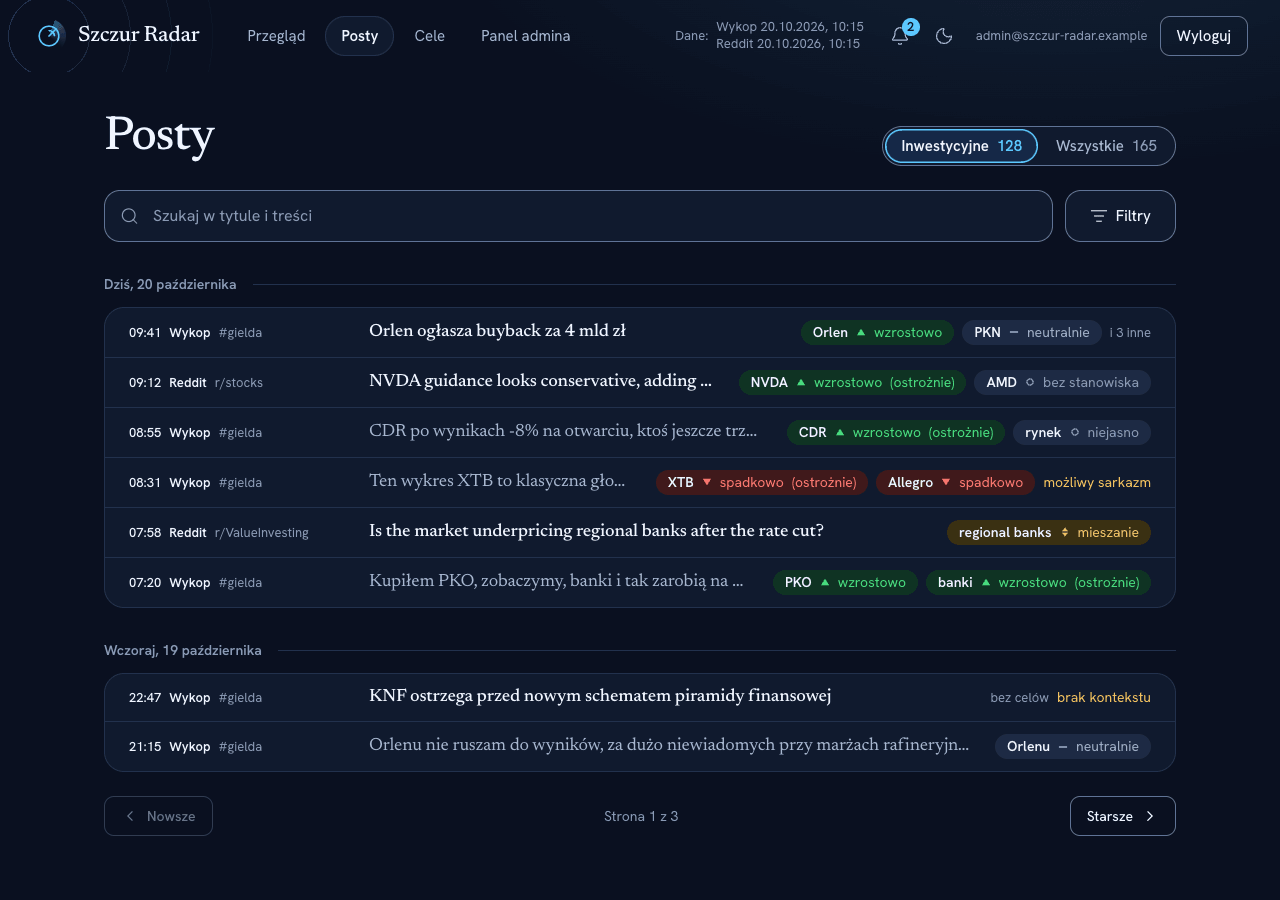 Szczur Radar Przegląd Posty Cele Panel admina Dane: Wykop 20.10.2026, 10:15 2 admin@szczur-radar.example Wyloguj
Reddit 20.10.2026, 10:15
Posty
Inwestycyjne 128 Wszystkie 165
Szukaj w tytule i treści Filtry
Dziś, 20 października
09:41 Wykop #gielda Orlen ogłasza buyback za 4 mld zł Orlen wzrostowo PKN neutralnie i 3 inne
09:12 Reddit r/stocks NVDA guidance looks conservative, adding ... NVDA wzrostowo (ostrożnie) AMD bez stanowiska
08:55 Wykop #gielda CDR po wynikach -8% na otwarciu, ktoś jeszcze trz... CDR wzrostowo (ostrożnie) rynek niejasno
08:31 Wykop #gielda Ten wykres XTB to klasyczna gło... XTB spadkowo (ostrożnie) Allegro spadkowo możliwy sarkazm
07:58 Reddit r/ValueInvesting Is the market underpricing regional banks after the rate cut? regional banks mieszanie
07:20 Wykop #gielda Kupiłem PKO, zobaczymy, banki i tak zarobią na ... PKO wzrostowo banki wzrostowo (ostrożnie)
Wczoraj, 19 października
22:47 Wykop #gielda KNF ostrzega przed nowym schematem piramidy finansowej bez celów brak kontekstu
21:15 Wykop #gielda Orlenu nie ruszam do wyników, za dużo niewiadomych przy marżach rafineryjn... Orlenu neutralnie
Nowsze Strona 1 z 3 Starsze